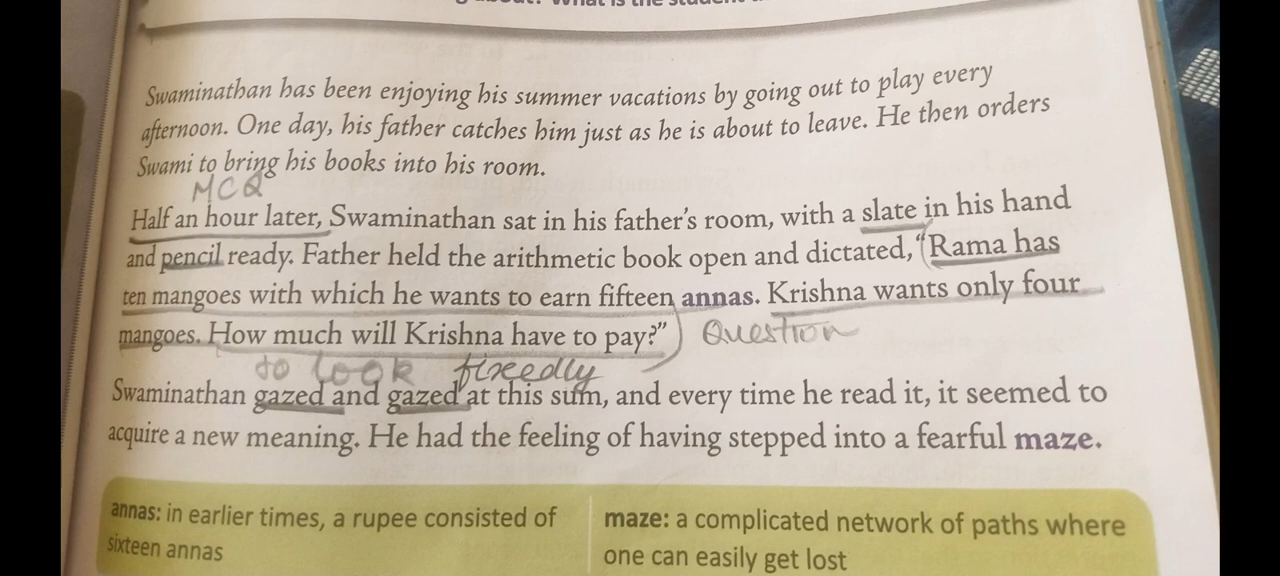 What is the
Swaminathan has been enjoying his summer vacations by going out to play every
afternoon. One day, his father catches him just as he is about to leave. He then orders
Swami to bring his books into his room.
MCQ
Half an hour later, Swaminathan sat in his father's room, with a slate in his hand
and pencil ready. Father held the arithmetic book open and dictated, "Rama has
ten mangoes with which he wants to earn fifteen annas. Krishna wants only four
mangoes. How much will Krishna have to pay?" Question
to look fixedly
Swaminathan gazed and gazed at this sum, and every time he read it, it seemed to
acquire a new meaning. He had the feeling of having stepped into a fearful maze.
annas: in earlier times, a rupee consisted of
sixteen annas
maze: a complicated network of paths where
one can easily get lost